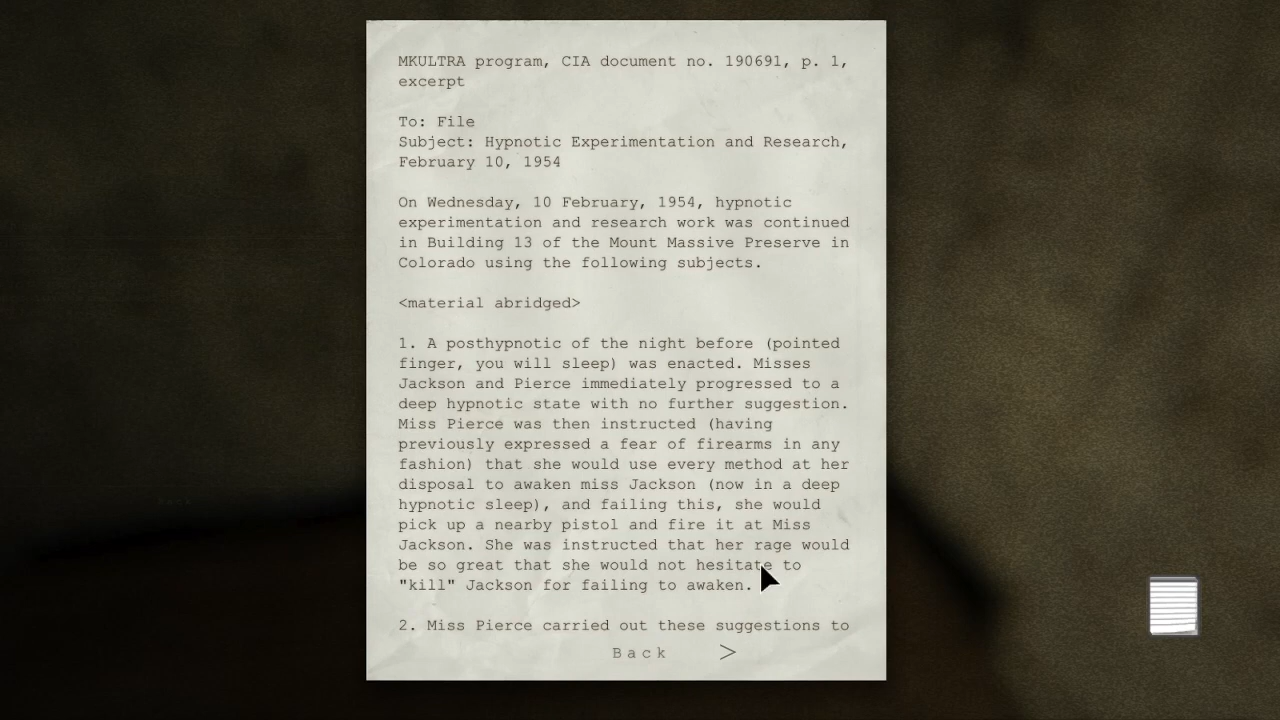 MKULTRA program, CIA document no. 190691, p. 1,
excerpt
To: File
Subject: Hypnotic Experimentation and Research,
February 10, 1954
On Wednesday, 10 February, 1954, hypnotic
experimentation and research work was continued
in Building 13 of the Mount Massive Preserve in
Colorado using the following subjects.
<material abridged>
1. A posthypnotic of the night before (pointed
finger, you will sleep) was enacted. Misses
Jackson and Pierce immediately progressed to a
deep hypnotic state with no further suggestion.
Miss Pierce was then instructed (having
previously expressed a fear of firearms in any
fashion) that she would use every method at her
disposal to awaken miss Jackson (now in a deep
hypnotic sleep), and failing this, she would
pick up a nearby pistol and fire it at Miss
Jackson. She was instructed that her rage would
be so great that she would not hesitate to
"kill" Jackson for failing to awaken.
2. Miss Pierce carried out these suggestions to
Back >